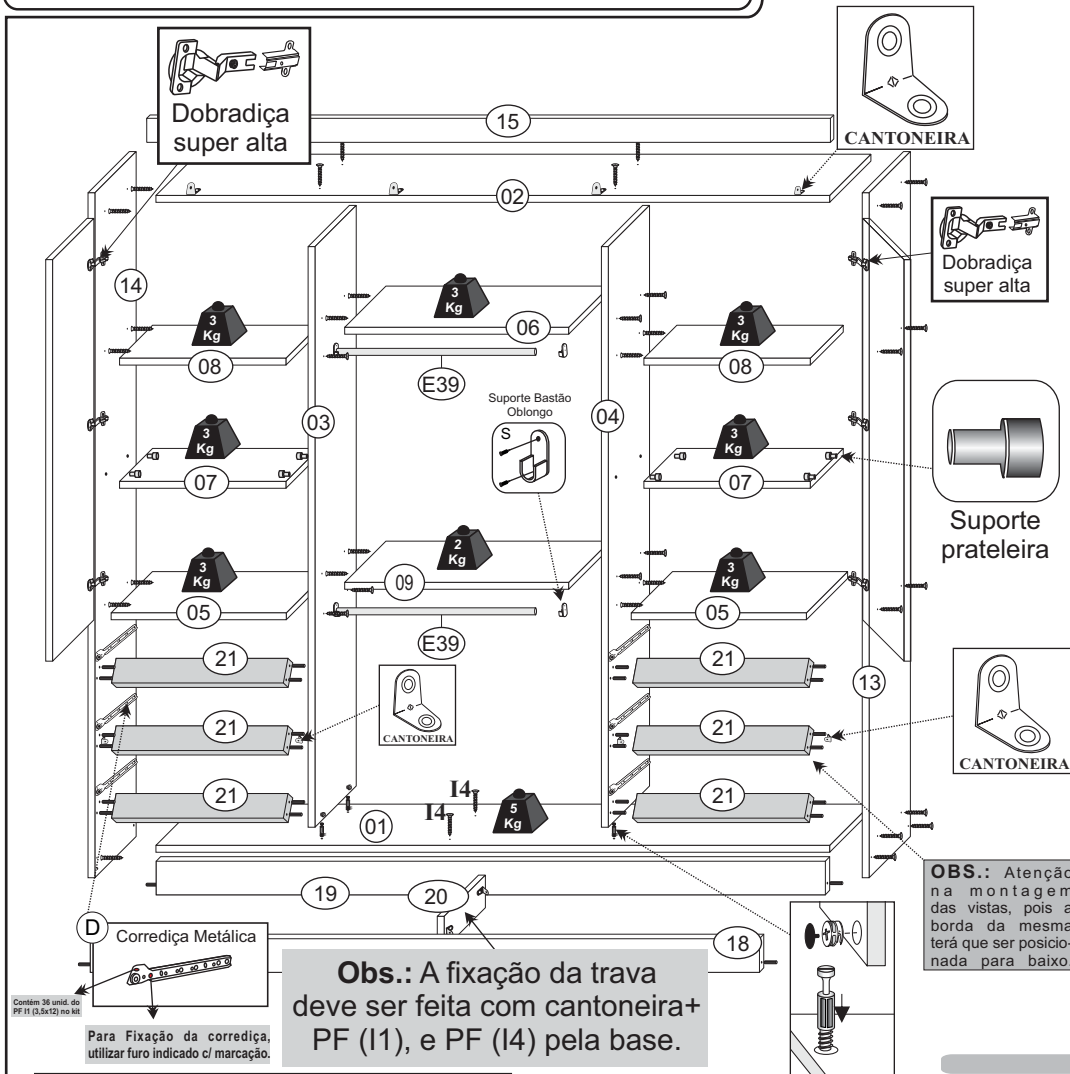 Dobradiça
super alta
15
CANTONEIRA
02
Dobradiça
super alta
14
3
Kg
3
Kg
06
3
Kg
08
E39
08
03
Suporte Bastão
Oblongo
S
04
3
Kg
3
Kg
07
07
Suporte
prateleira
2
Kg
3
Kg
3
Kg
09
05
05
E39
21
21
13
CANTONEIRA
21
21
CANTONEIRA
21
21
I4
I4
5
Kg
01
19
20
OBS.: Atenção
na montagem
das vistas, pois a
borda da mesma
terá que ser posicio-
nada para baixo.
D
Corrediça Metálica
18
Obs.: A fixação da trava
deve ser feita com cantoneira+
PF (I1), e PF (I4) pela base.
Contém 36 unid. do
PF I1 (3,5x12) no kit
Para Fixação da corrediça,
utilizar furo indicado c/ marcação.